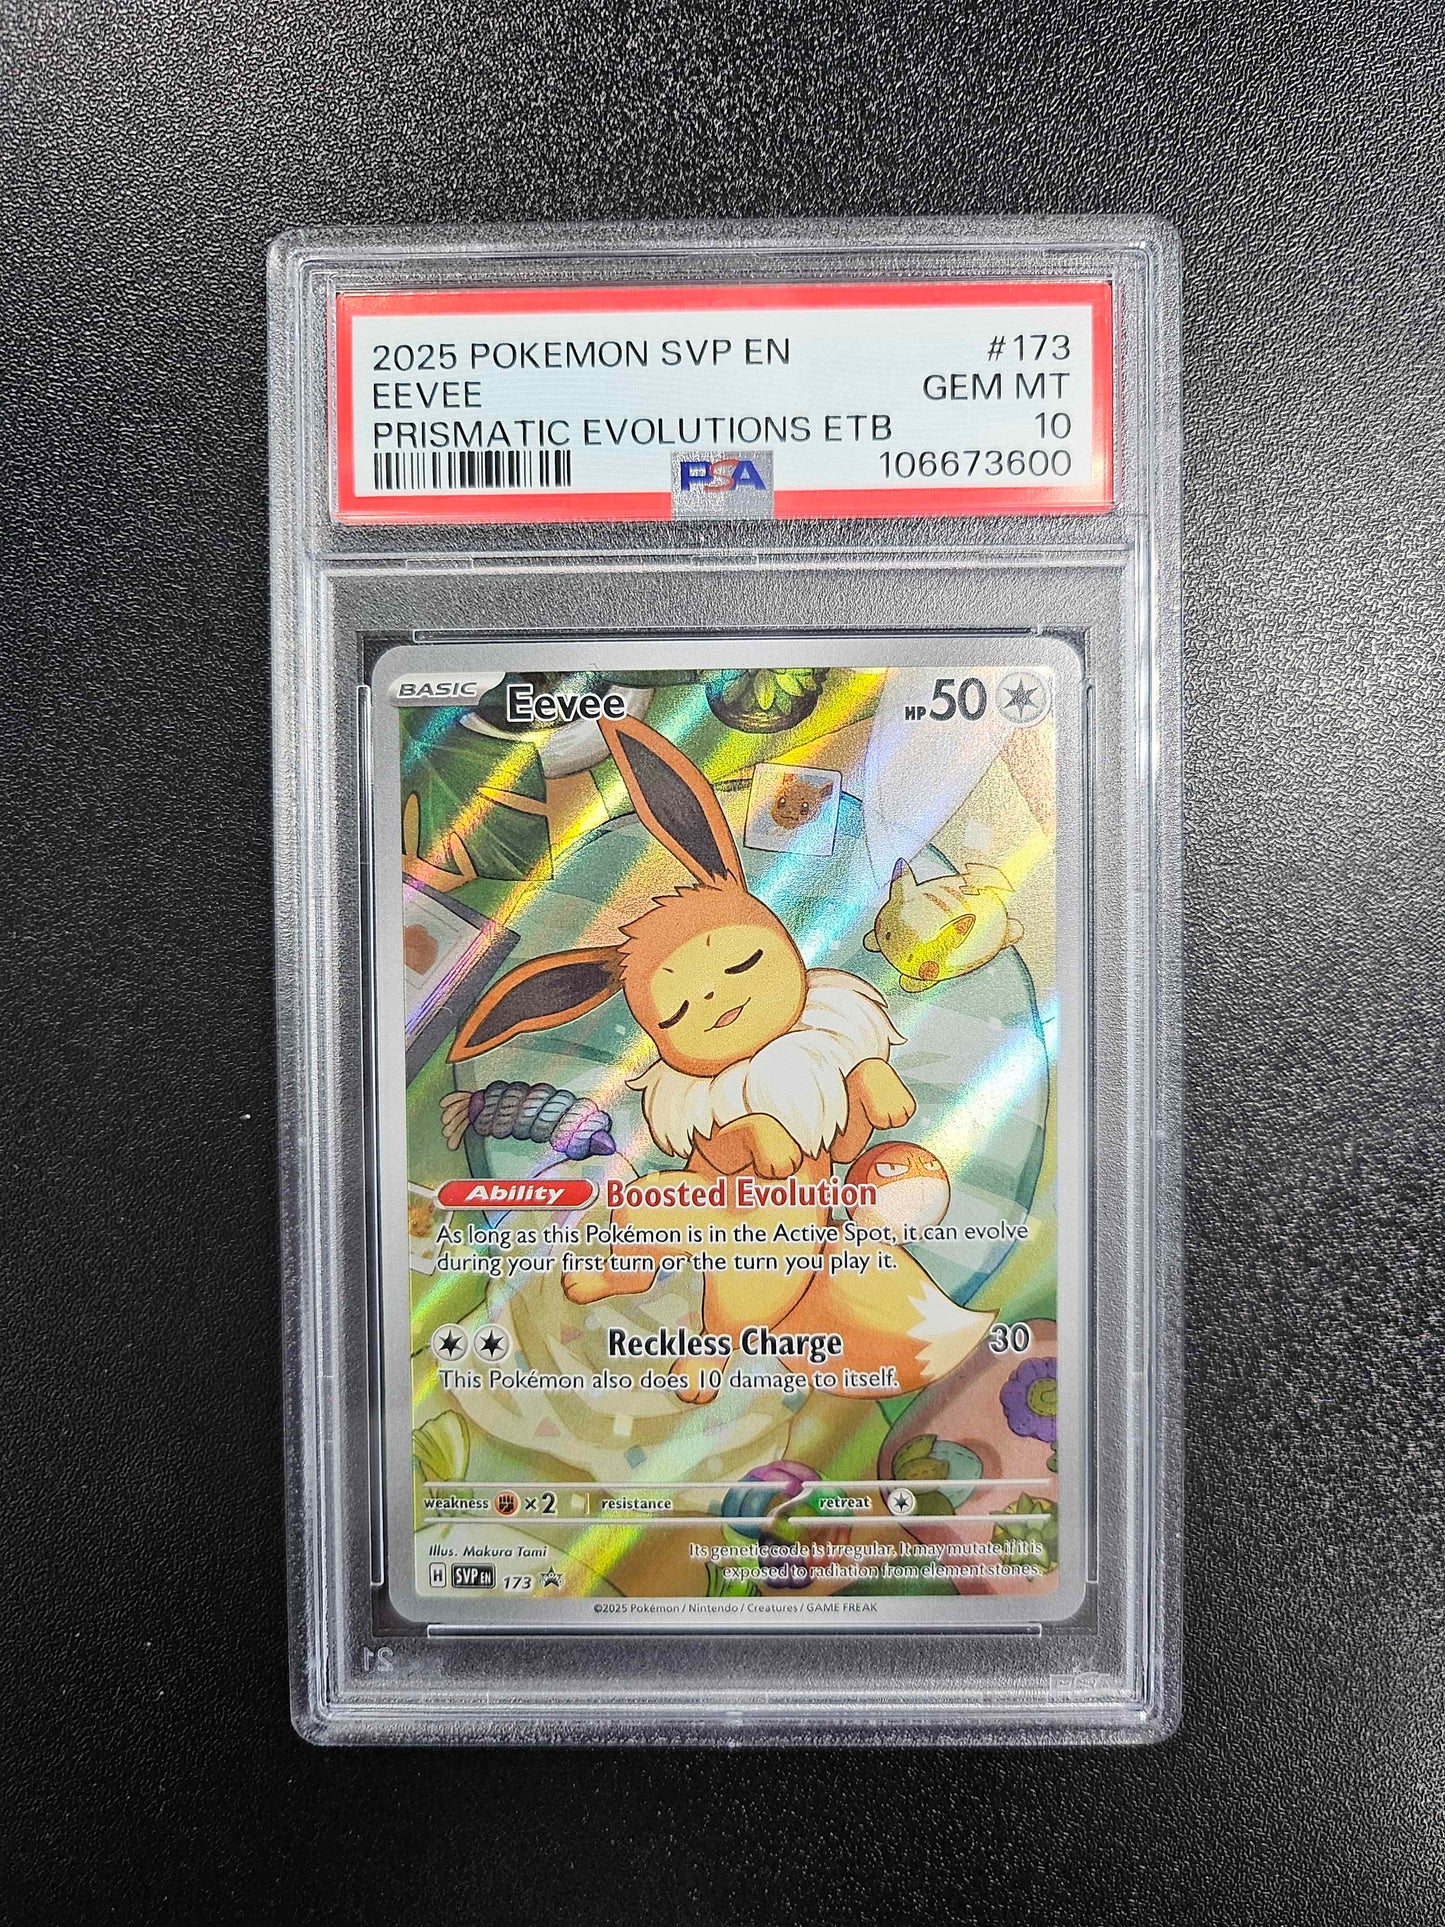 2025 POKEMON SVP EN #173
EEVEE GEM MT
PRISMATIC EVOLUTIONS ETB 10
106673600
PSA
BASIC Eevee HP 50
Ability Boosted Evolution
As long as this Pokémon is in the Active Spot, it can evolve
during your first turn or the turn you play it.
Reckless Charge 30
This Pokémon also does 10 damage to itself.
weakness ×2 resistance retreat
Illus. Makura Tami
Its genetic code is irregular. It may mutate if it is
exposed to radiation from element stones.
H SVP EN 173
©2025 Pokémon / Nintendo / Creatures / GAME FREAK
21